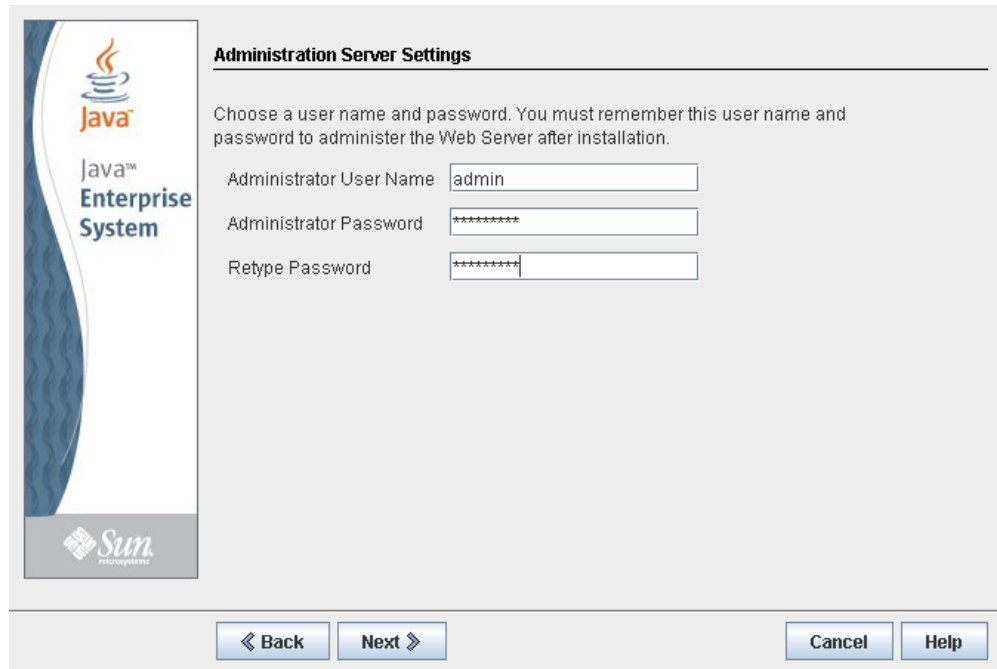 Java™
Java™
Enterprise
System
Sun
microsystems
Administration Server Settings
Choose a user name and password. You must remember this user name and
password to administer the Web Server after installation.
Administrator User Name admin
Administrator Password *********
Retype Password *********
Back Next Cancel Help